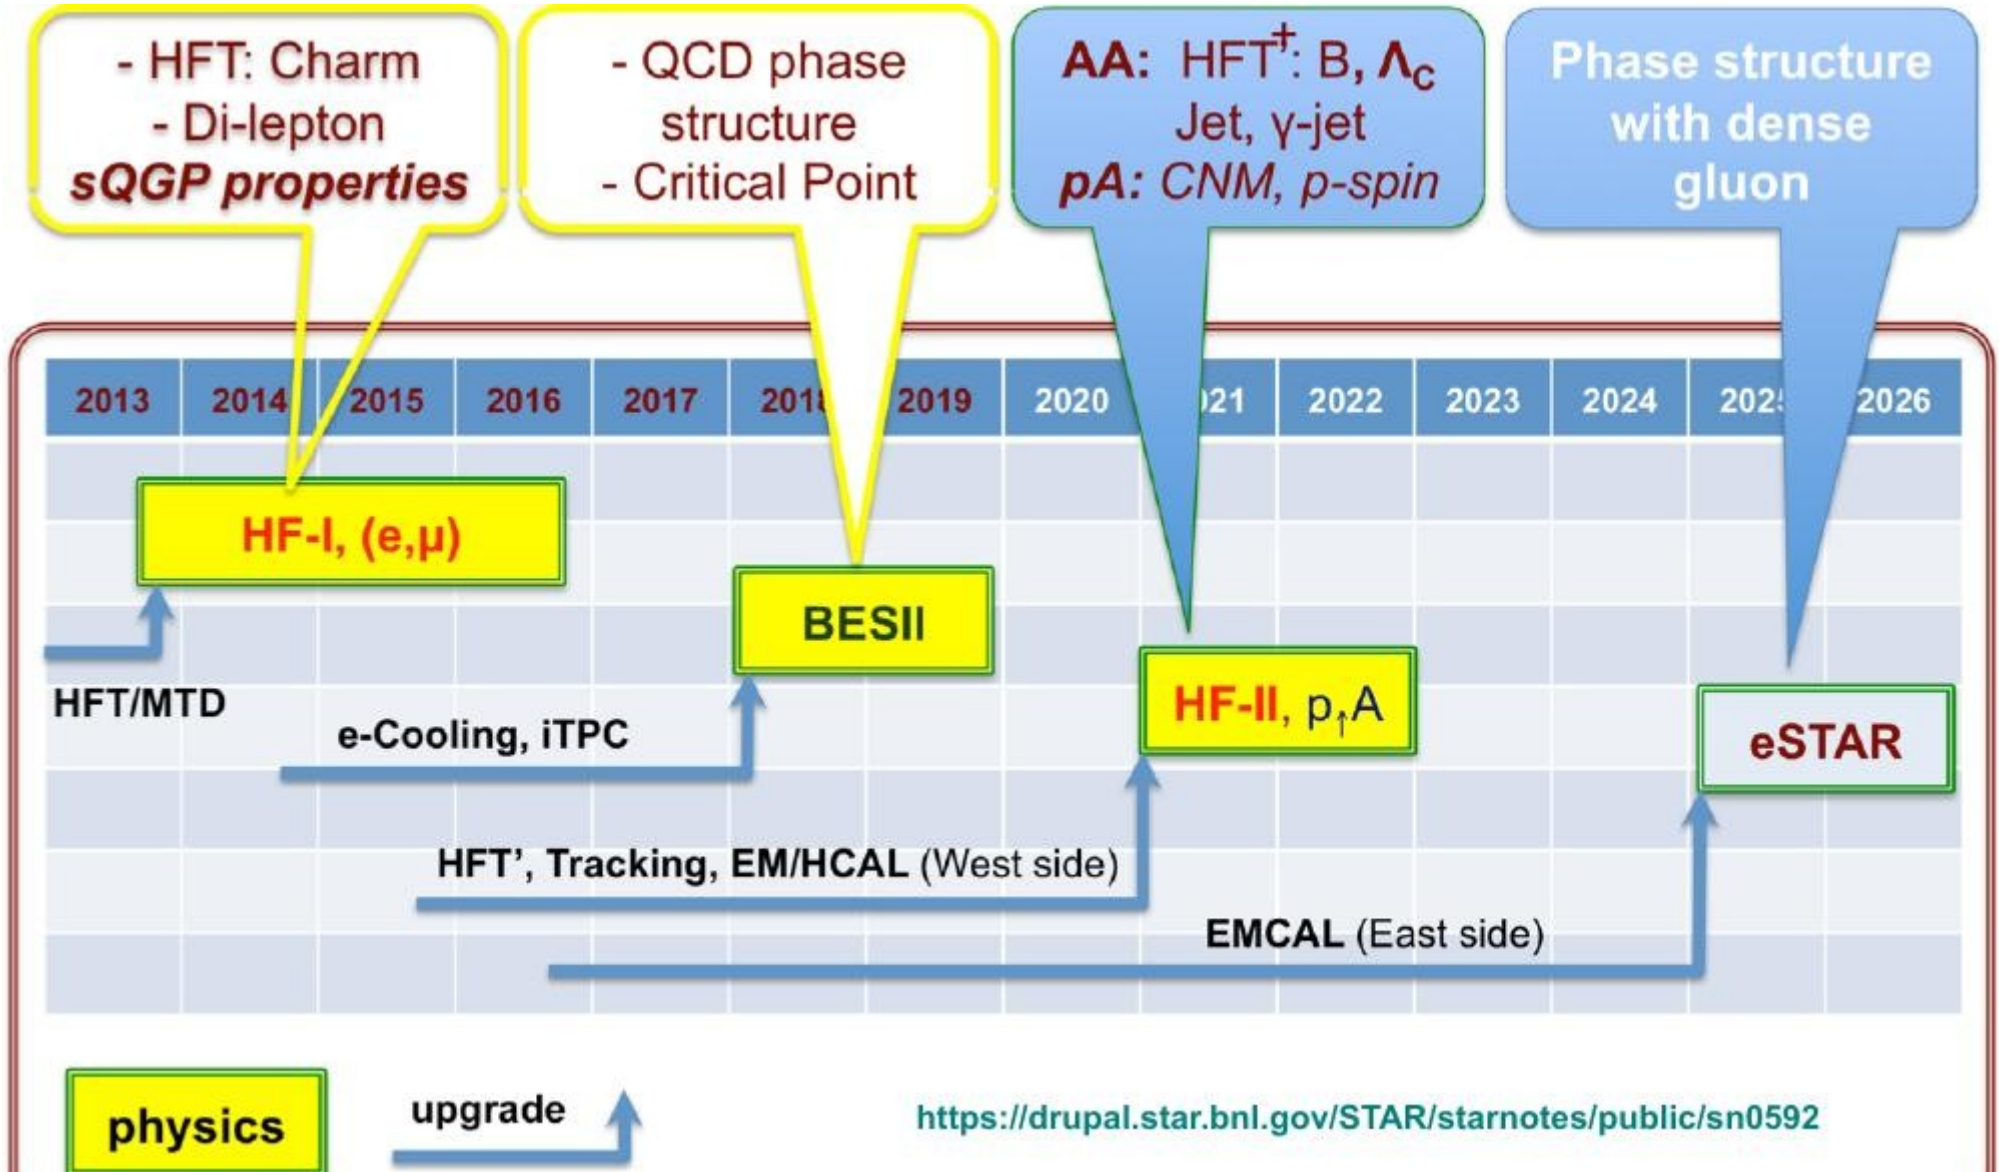 - HFT: Charm
- Di-lepton
sQGP properties
- QCD phase
structure
- Critical Point
AA: HFT⁺: B, Λc
Jet, γ-jet
pA: CNM, p-spin
Phase structure
with dense
gluon
2013 2014 2015 2016 2017 2018 2019 2020 021 2022 2023 2024 2025 2026
HF-I, (e,μ)
BESII
HF-II, p↑A
eSTAR
HFT/MTD
e-Cooling, iTPC
HFT’, Tracking, EM/HCAL (West side)
EMCAL (East side)
physics
upgrade
https://drupal.star.bnl.gov/STAR/starnotes/public/sn0592